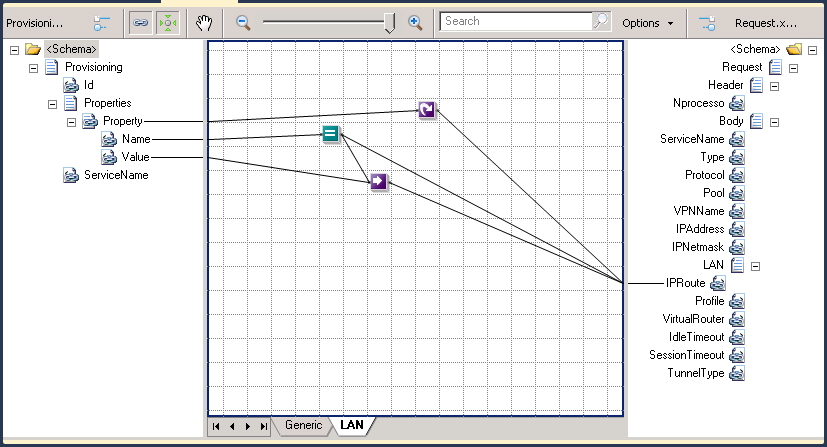 Provisioni...
Search
Options
Request.x...
<Schema>
Provisioning
Id
Properties
Property
Name
Value
ServiceName
<Schema>
Request
Header
Nprocesso
Body
ServiceName
Type
Protocol
Pool
VPNName
IPAddress
IPNetmask
LAN
IPRoute
Profile
VirtualRouter
IdleTimeout
SessionTimeout
TunnelType
Generic
LAN